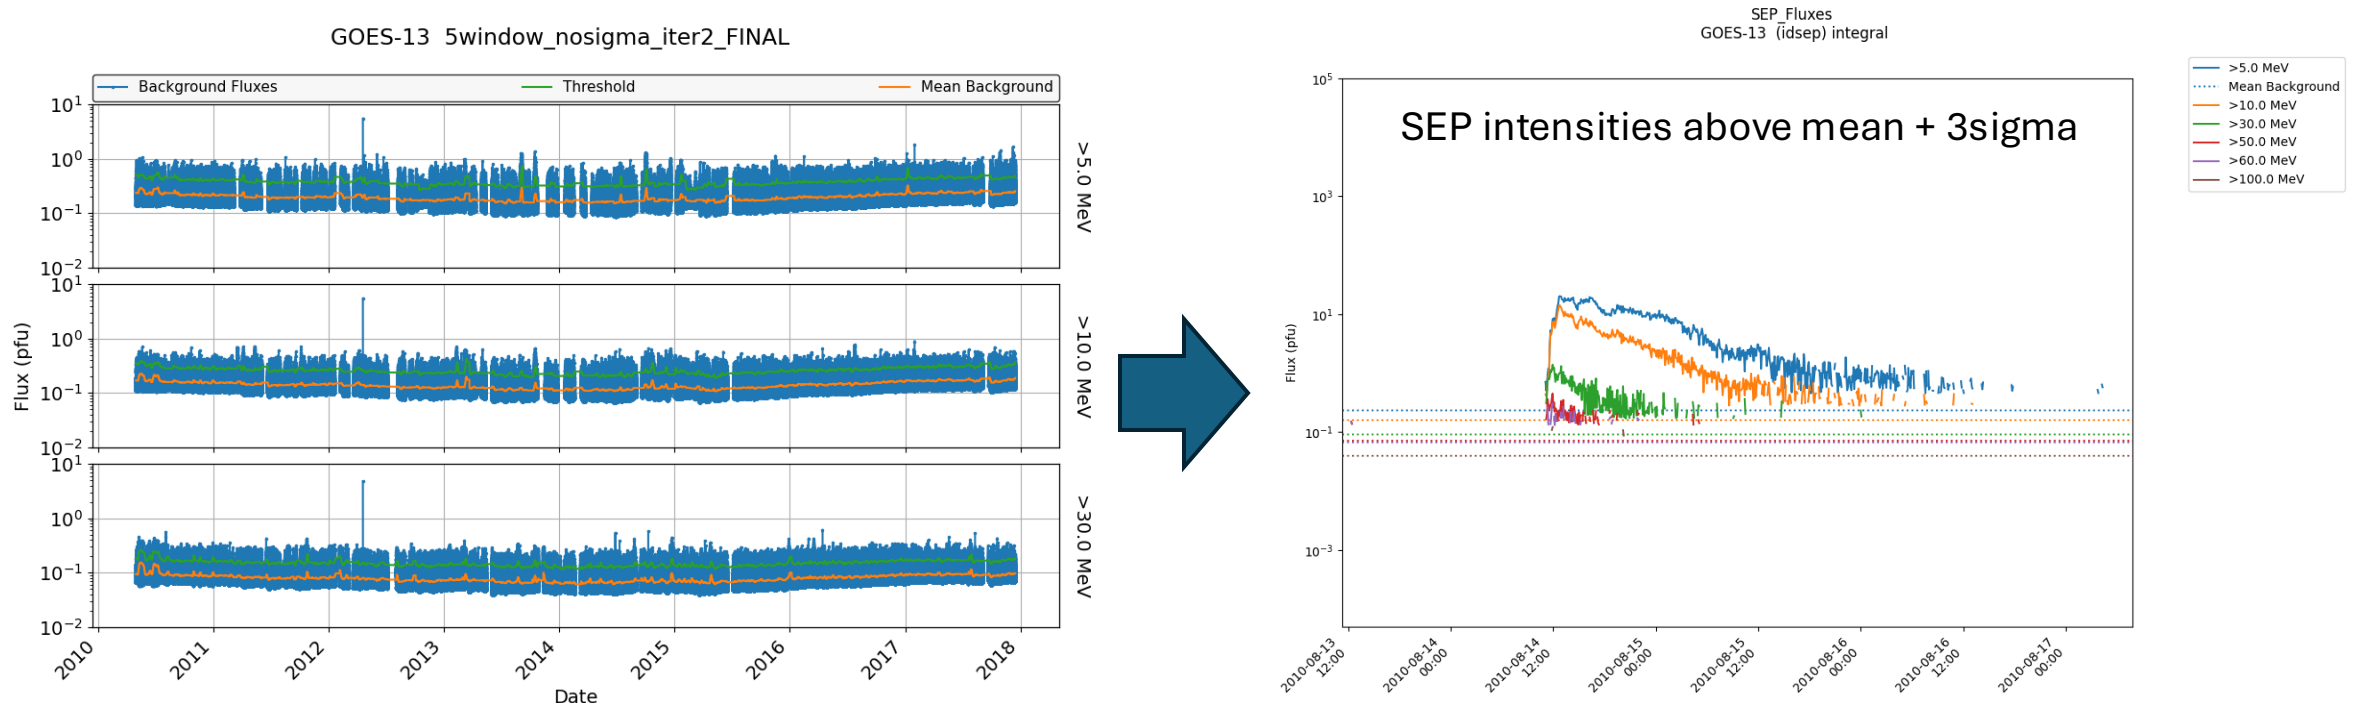 GOES-13  5window_nosigma_iter2_FINAL
Background Fluxes
Threshold
Mean Background
10¹
10⁰
10⁻¹
10⁻²
>5.0 MeV
10¹
10⁰
10⁻¹
10⁻²
>10.0 MeV
10¹
10⁰
10⁻¹
10⁻²
>30.0 MeV
Flux (pfu)
2010
2011
2012
2013
2014
2015
2016
2017
2018
Date
SEP_Fluxes
GOES-13  (idsep) integral
SEP intensities above mean + 3sigma
10⁵
10³
10¹
10⁻¹
10⁻³
Flux (pfu)
2010-08-13
12:00
2010-08-14
00:00
2010-08-14
12:00
2010-08-15
00:00
2010-08-15
12:00
2010-08-16
00:00
2010-08-16
12:00
2010-08-17
00:00
>5.0 MeV
Mean Background
>10.0 MeV
>30.0 MeV
>50.0 MeV
>60.0 MeV
>100.0 MeV